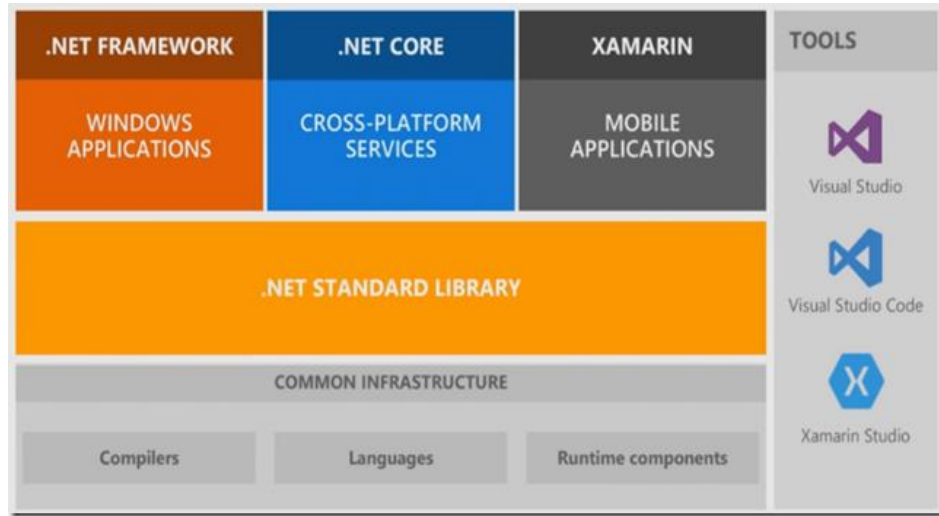 .NET FRAMEWORK
.NET CORE
XAMARIN
TOOLS
WINDOWS
APPLICATIONS
CROSS-PLATFORM
SERVICES
MOBILE
APPLICATIONS
Visual Studio
.NET STANDARD LIBRARY
Visual Studio Code
COMMON INFRASTRUCTURE
Compilers
Languages
Runtime components
Xamarin Studio